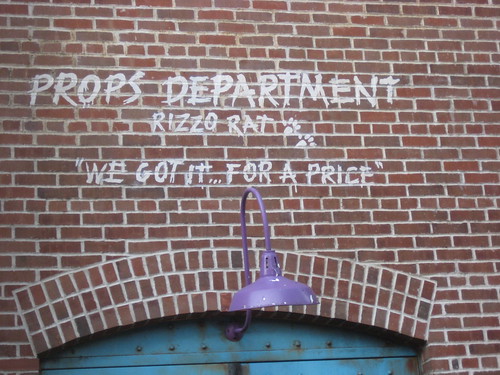 PROPS DEPARTMENT
RIZZO RAT
"WE GOT IT... FOR A PRICE"